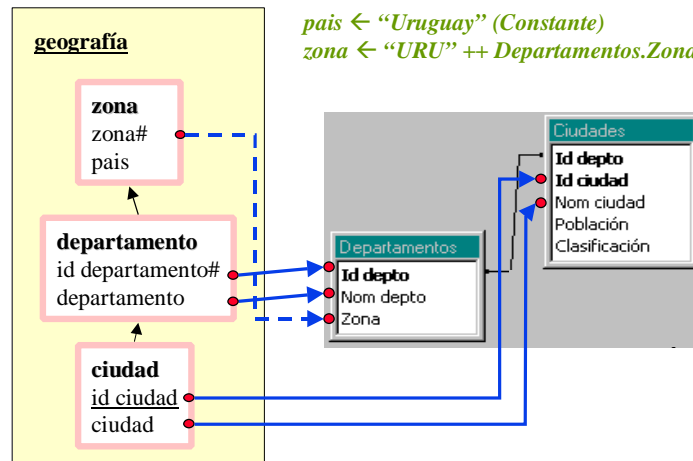 geografía
pais ← “Uruguay” (Constante)
zona ← “URU” ++ Departamentos.Zona
zona
zona#
pais
departamento
id departamento#
departamento
ciudad
id ciudad
ciudad
Departamentos
Id depto
Nom depto
Zona
Ciudades
Id depto
Id ciudad
Nom ciudad
Población
Clasificación